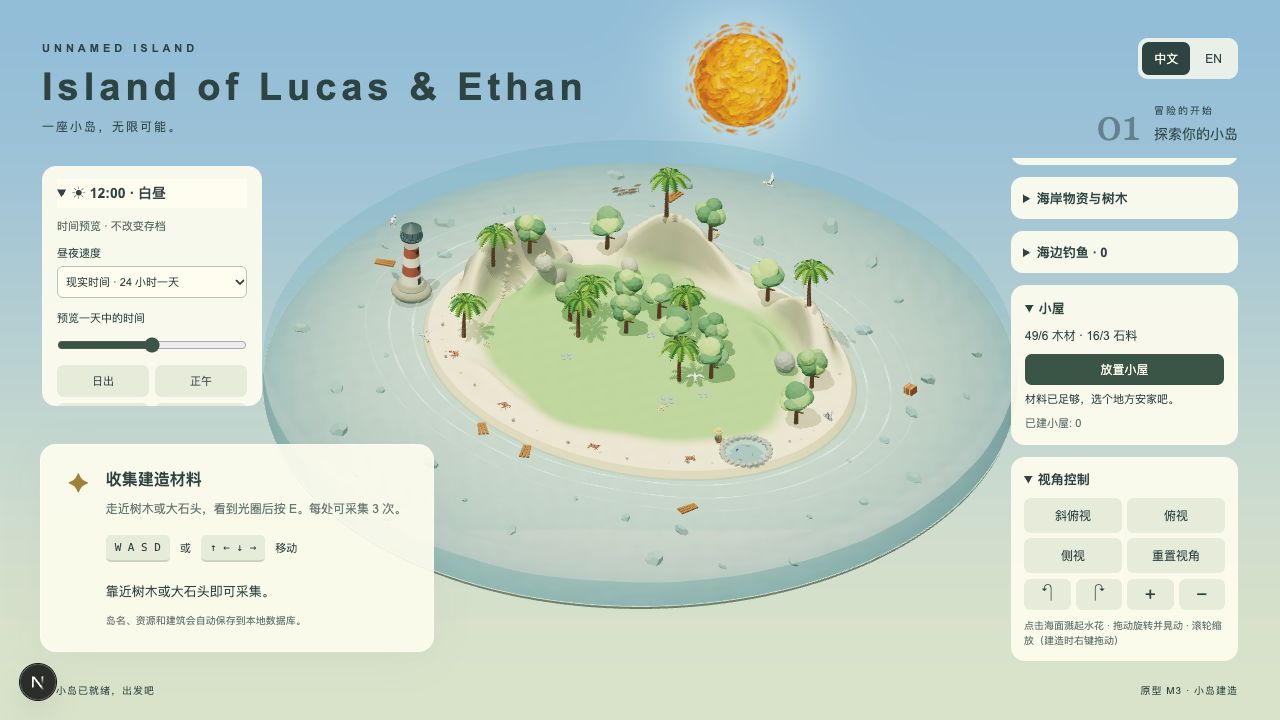 UNNAMED ISLAND
Island of Lucas & Ethan
一座小岛，无限可能。
中文 EN
01
冒险的开始
探索你的小岛
▼ ☀ 12:00 · 白昼
时间预览 · 不改变存档
昼夜速度
现实时间 · 24 小时一天
预览一天中的时间
日出 正午
收集建造材料
走近树木或大石头，看到光圈后按 E。每处可采集 3 次。
W A S D 或 ↑ ← ↓ → 移动
靠近树木或大石头即可采集。
岛名、资源和建筑会自动保存到本地数据库。
N
小岛已就绪，出发吧
▶ 海岸物资与树木
▶ 海边钓鱼 · 0
▼ 小屋
49/6 木材 · 16/3 石料
放置小屋
材料已足够，选个地方安家吧。
已建小屋: 0
▼ 视角控制
斜俯视 俯视
侧视 重置视角
+ −
点击海面溅起水花 · 拖动旋转并晃动 · 滚轮缩
放（建造时右键拖动）
原型 M3 · 小岛建造